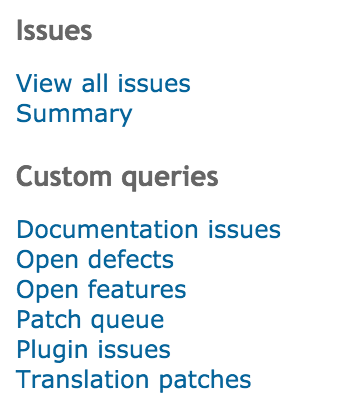 Issues
View all issues
Summary
Custom queries
Documentation issues
Open defects
Open features
Patch queue
Plugin issues
Translation patches